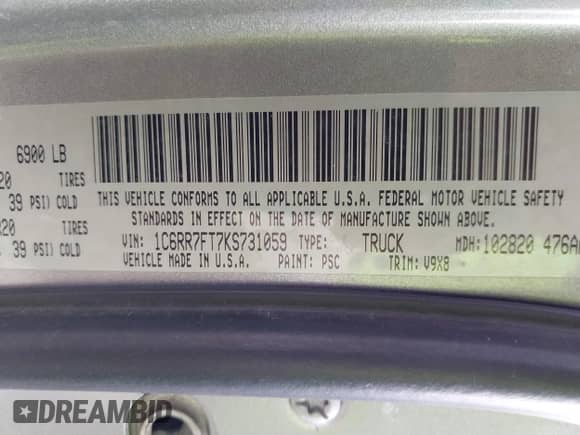 6900 LB
20 TIRES
39 PSI) COLD
20 TIRES
39 PSI) COLD
THIS VEHICLE CONFORMS TO ALL APPLICABLE U.S.A. FEDERAL MOTOR VEHICLE SAFETY
STANDARDS IN EFFECT ON THE DATE OF MANUFACTURE SHOWN ABOVE.
VIN: 1C6RR7FT7KS731059 TYPE: TRUCK MDH: 102820 476A
VEHICLE MADE IN U.S.A. PAINT: PSC TRIM: V9X8
DREAMBID